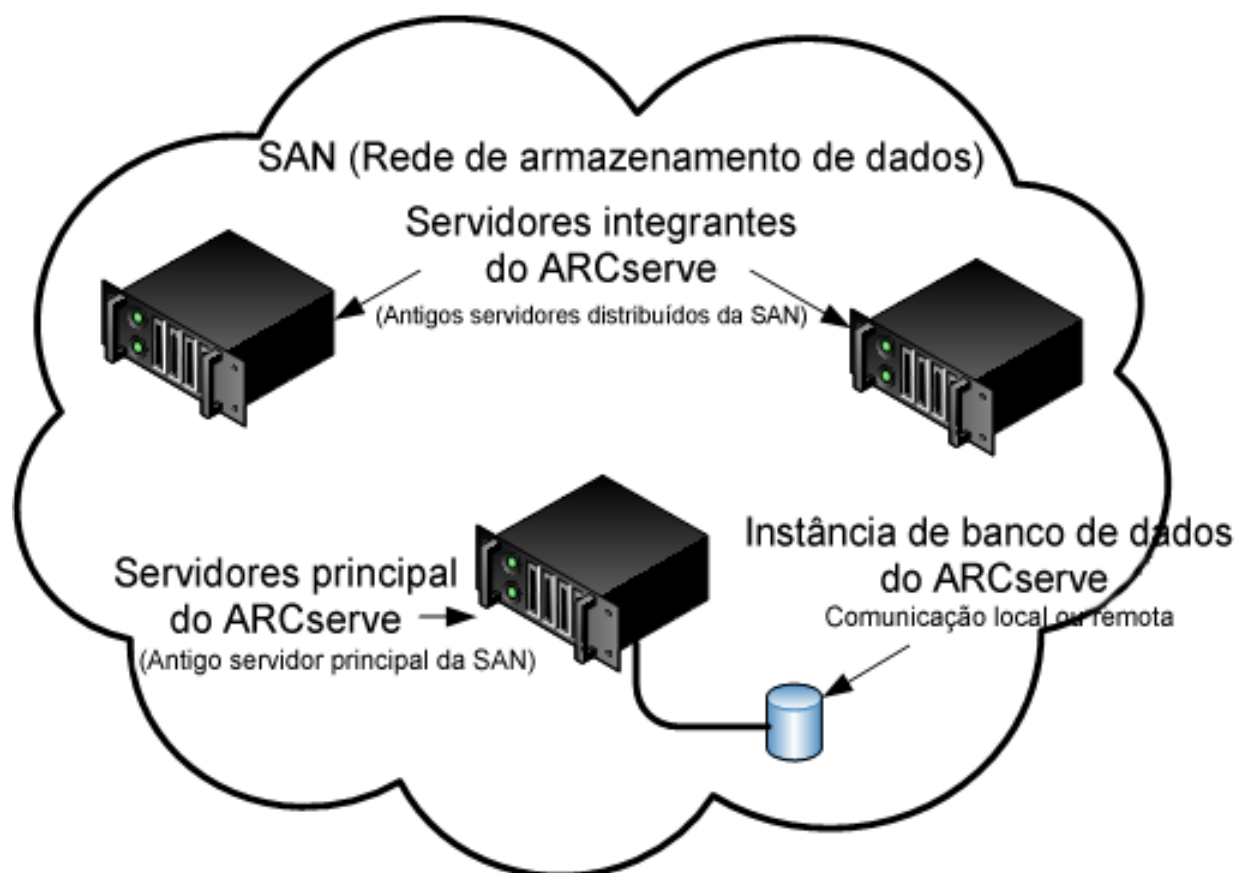 SAN (Rede de armazenamento de dados)
Servidores integrantes
do ARCserve
(Antigos servidores distribuídos da SAN)
Servidores principal
do ARCserve
(Antigo servidor principal da SAN)
Instância de banco de dados
do ARCserve
Comunicação local ou remota